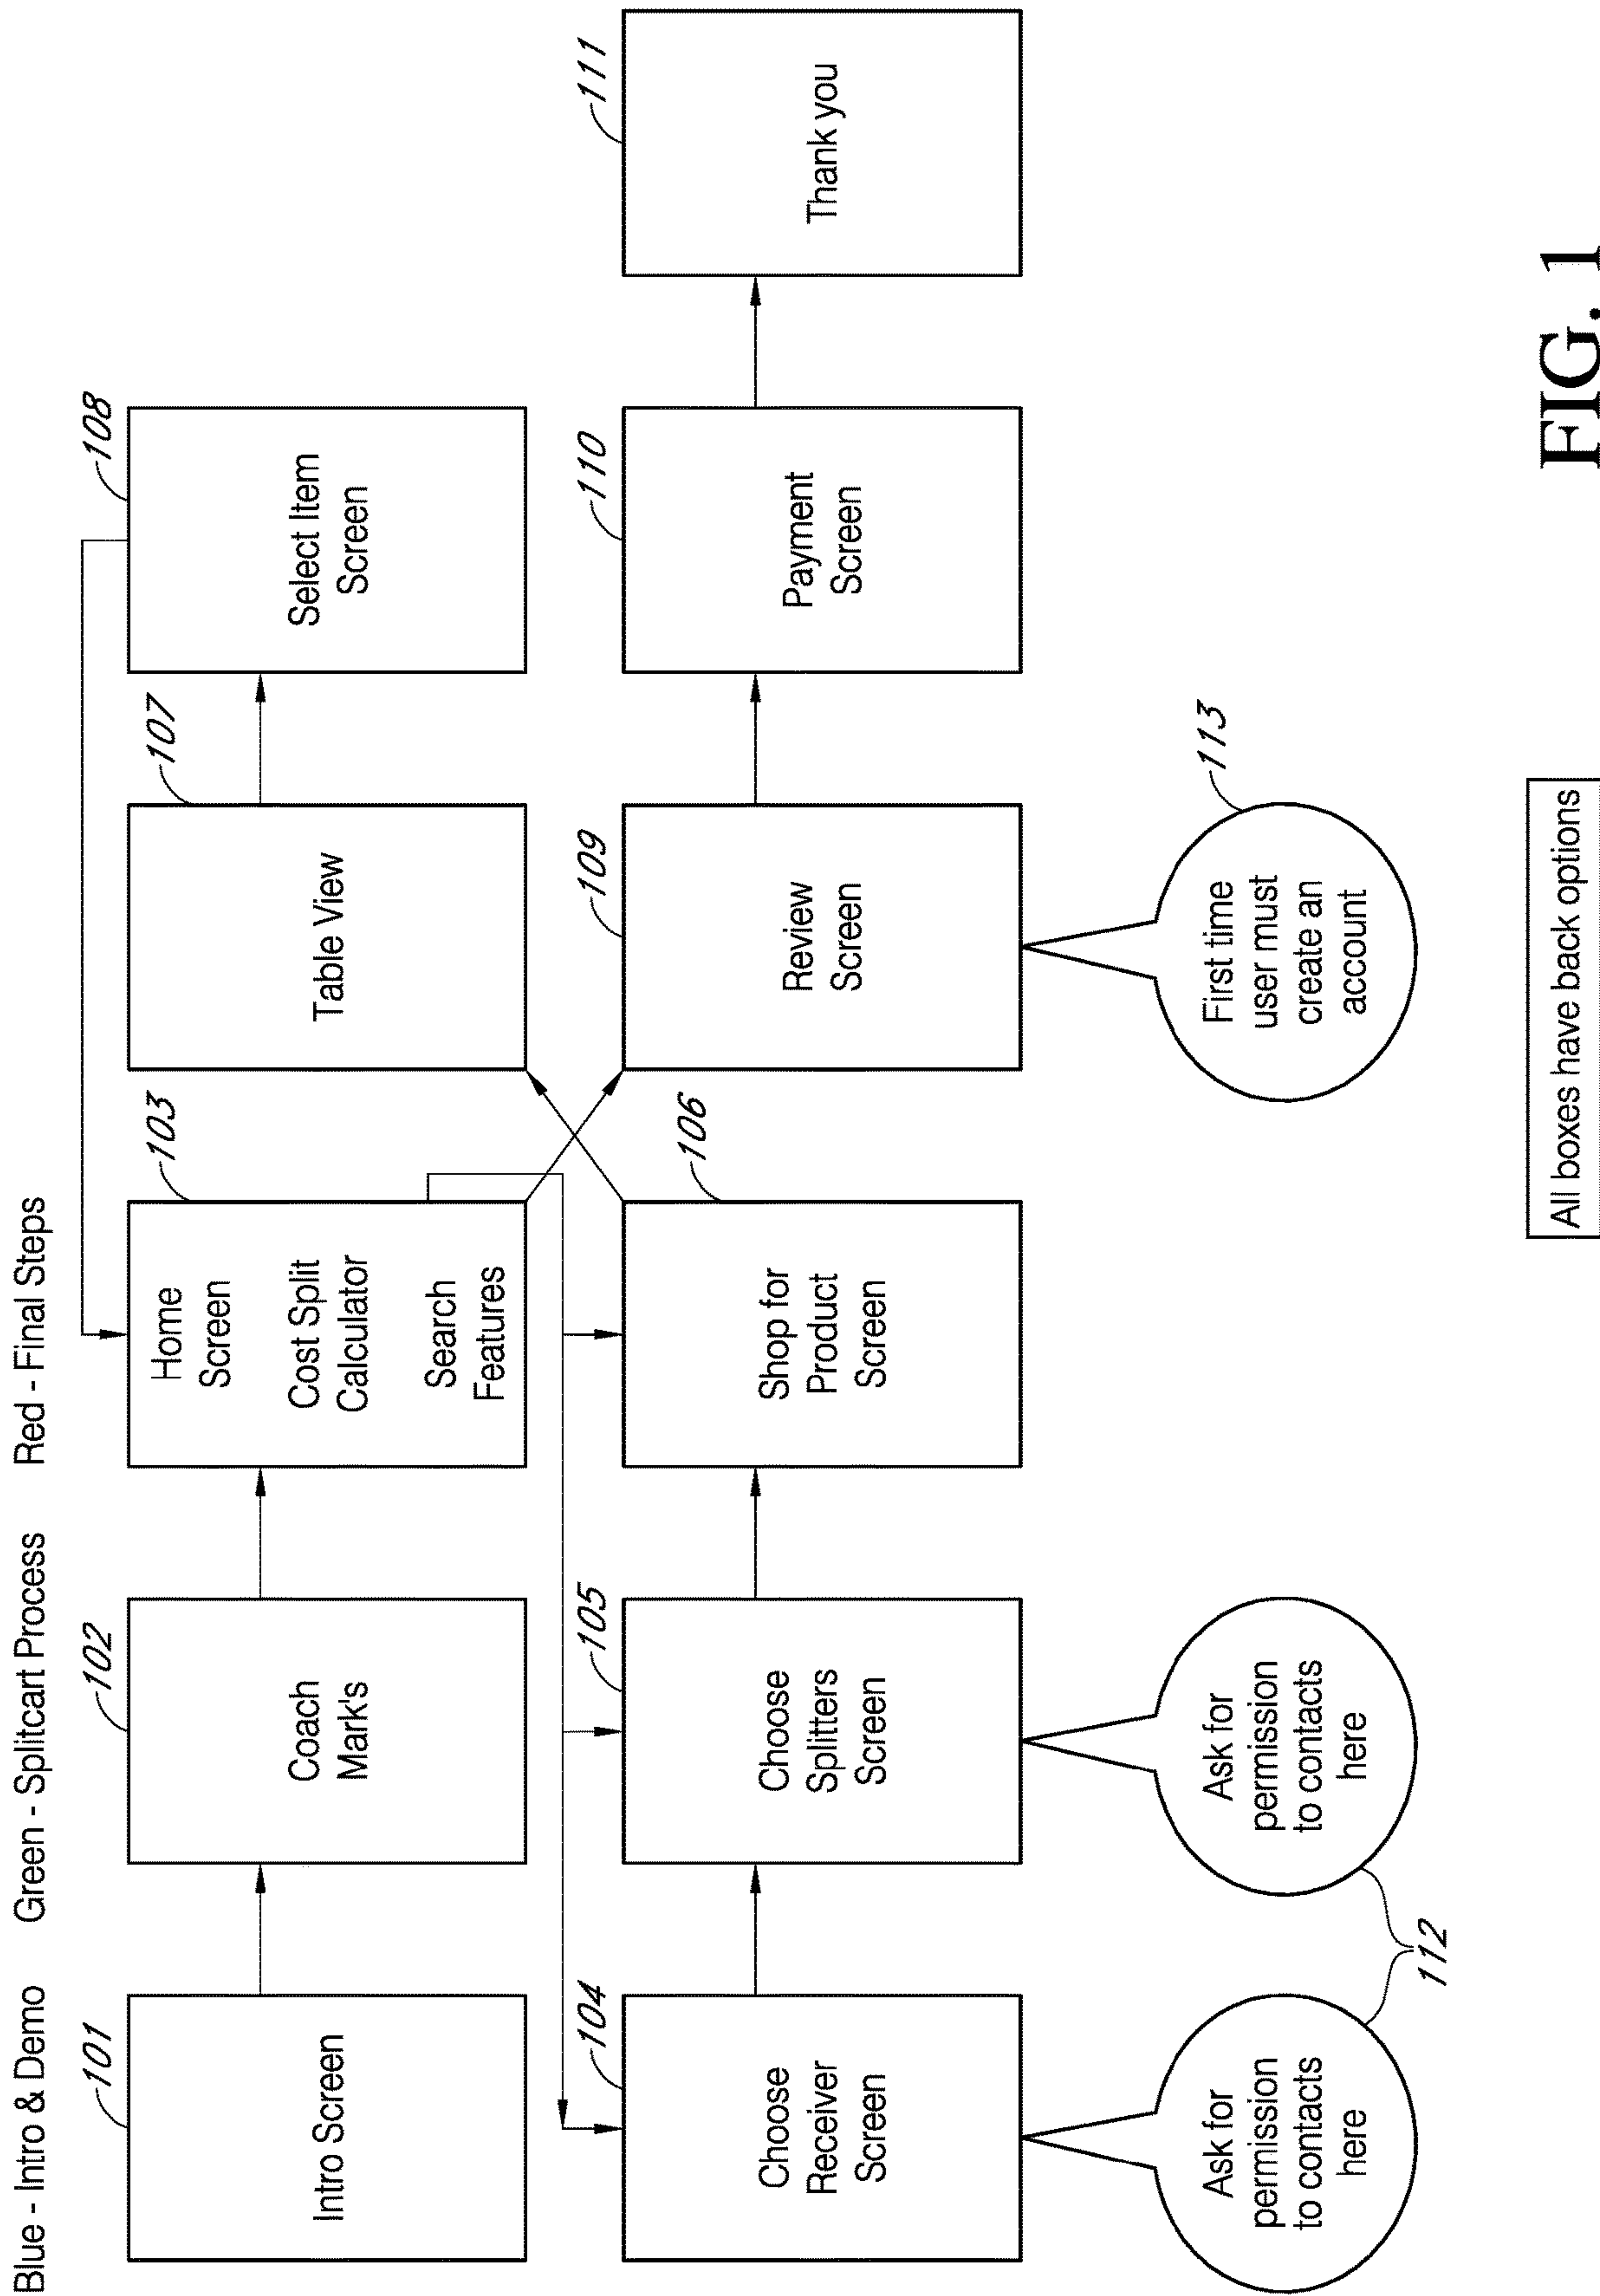 Blue - Intro & Demo    Green - Splitcart Process    Red - Final Steps
101
Intro Screen
102
Coach
Mark's
103
Home
Screen
Cost Split
Calculator
Search
Features
107
Table View
108
Select Item
Screen
104
Choose
Receiver
Screen
105
Choose
Splitters
Screen
106
Shop for
Product
Screen
109
Review
Screen
110
Payment
Screen
111
Thank you
Ask for
permission
to contacts
here
Ask for
permission
to contacts
here
112
First time
user must
create an
account
113
All boxes have back options
FIG. 1